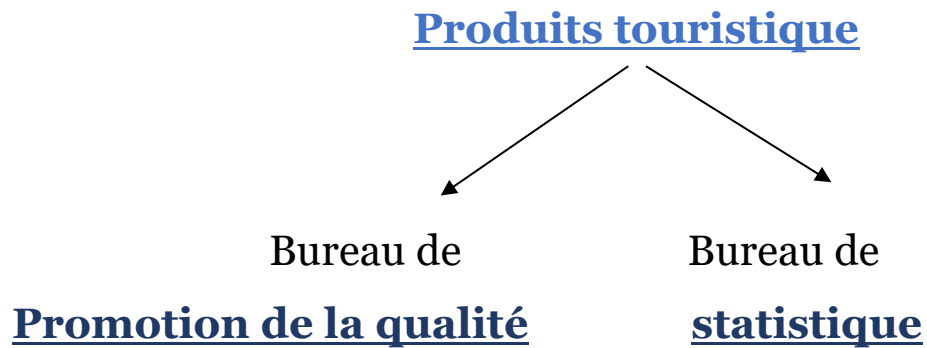 Produits touristique
Bureau de
Bureau de
Promotion de la qualité
statistique